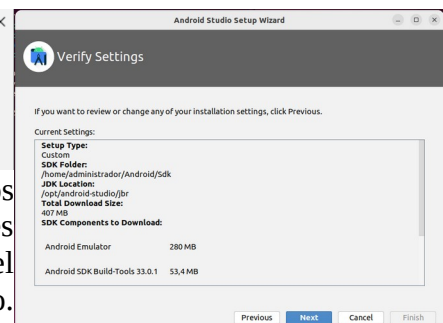 Android Studio Setup Wizard
Verify Settings
If you want to review or change any of your installation settings, click Previous.
Current Settings:
Setup Type:
Custom
SDK Folder:
/home/administrador/Android/Sdk
JDK Location:
/opt/android-studio/jbr
Total Download Size:
407 MB
SDK Components to Download:
Android Emulator 280 MB
Android SDK Build-Tools 33.0.1 53,4 MB
Previous Next Cancel Finish